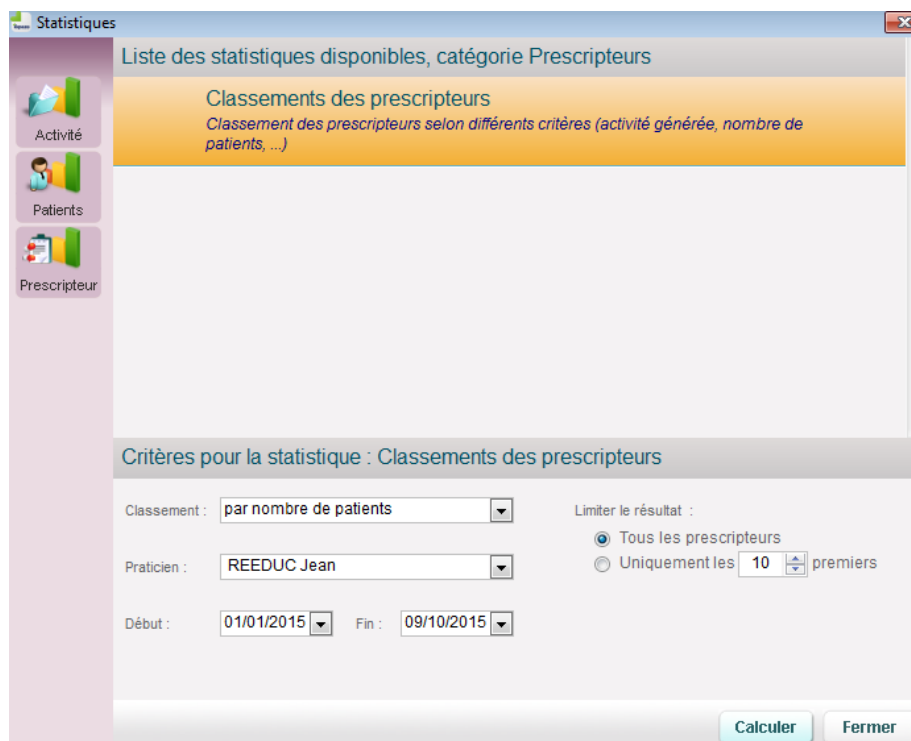 Statistiques
Liste des statistiques disponibles, catégorie Prescripteurs
Classements des prescripteurs
Classement des prescripteurs selon différents critères (activité générée, nombre de
patients, ...)
Activité
Patients
Prescripteur
Critères pour la statistique : Classements des prescripteurs
Classement : par nombre de patients
Limiter le résultat :
Tous les prescripteurs
Uniquement les 10 premiers
Praticien : REEDUC Jean
Début : 01/01/2015 Fin : 09/10/2015
Calculer Fermer